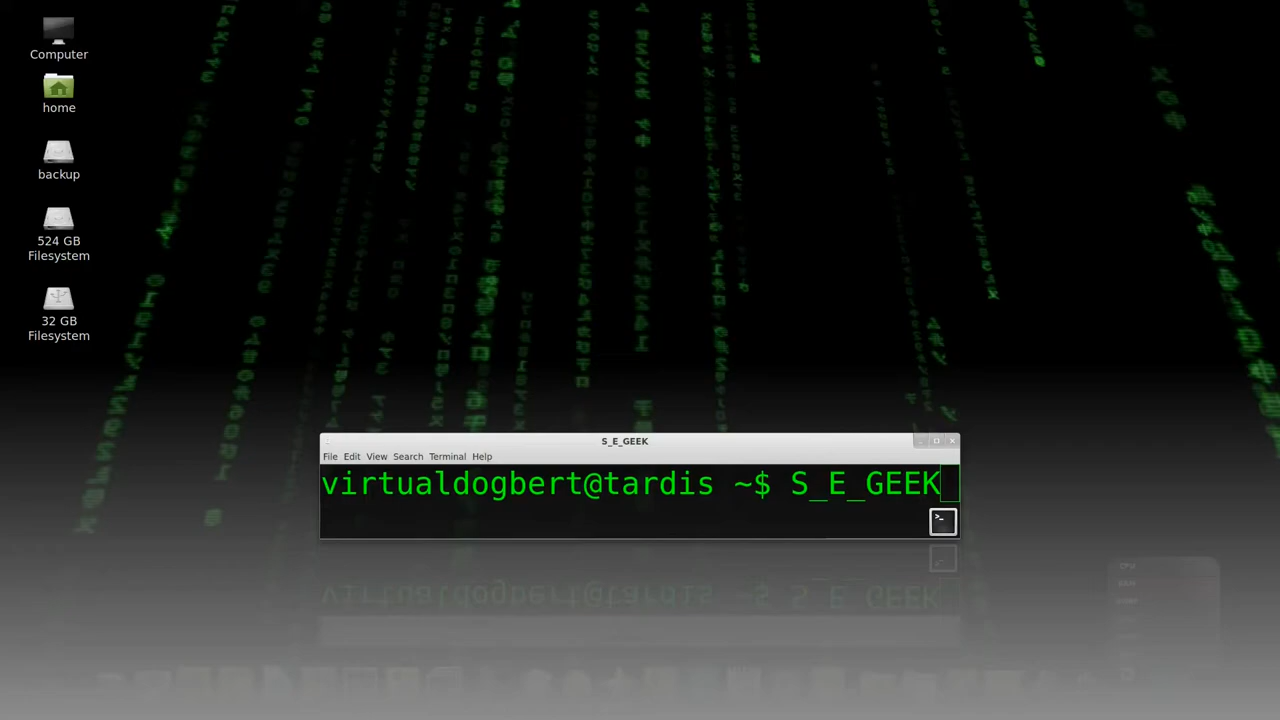 Computer
home
backup
524 GB
Filesystem
32 GB
Filesystem
S_E_GEEK
File Edit View Search Terminal Help
virtualdogbert@tardis ~$ S_E_GEEK
>_